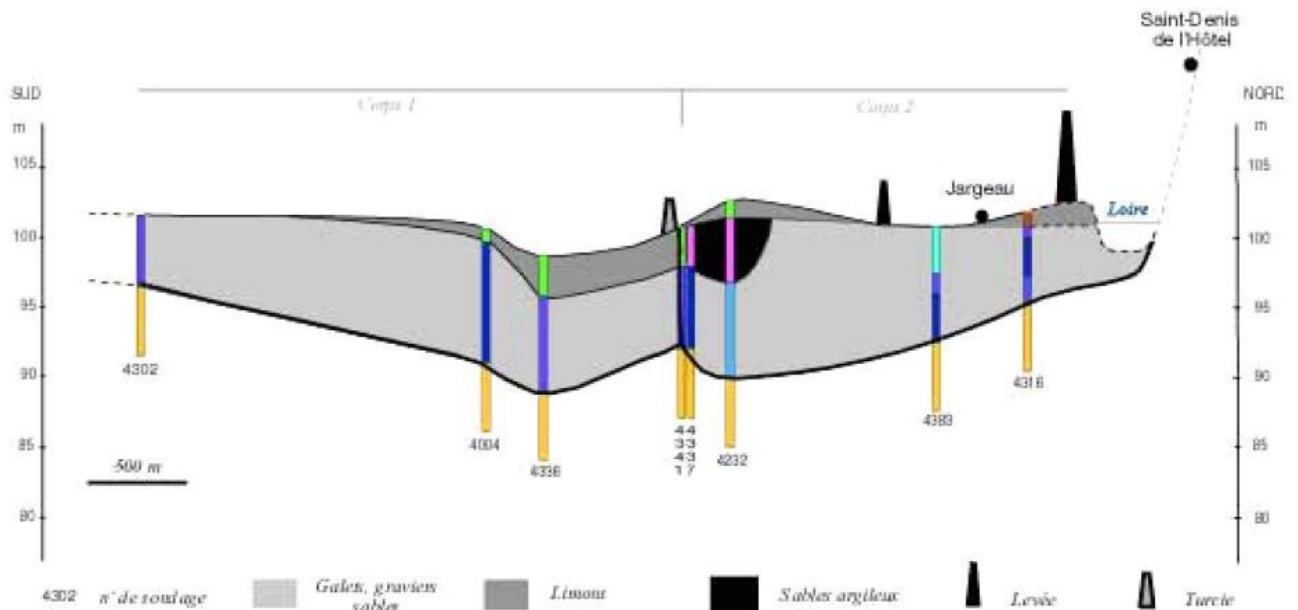 Saint-Denis
de l'Hôtel
SUD
Corps 1
Corps 2
NORD
m
m
105
105
Jargeau
Loire
100
100
95
95
4302
90
90
4316
4383
85
4004
44
33
43
17
4232
85
4336
500 m
80
80
4302
n° de sondage
Galets, graviers
sables
Limons
Sables argileux
Levée
Turcie